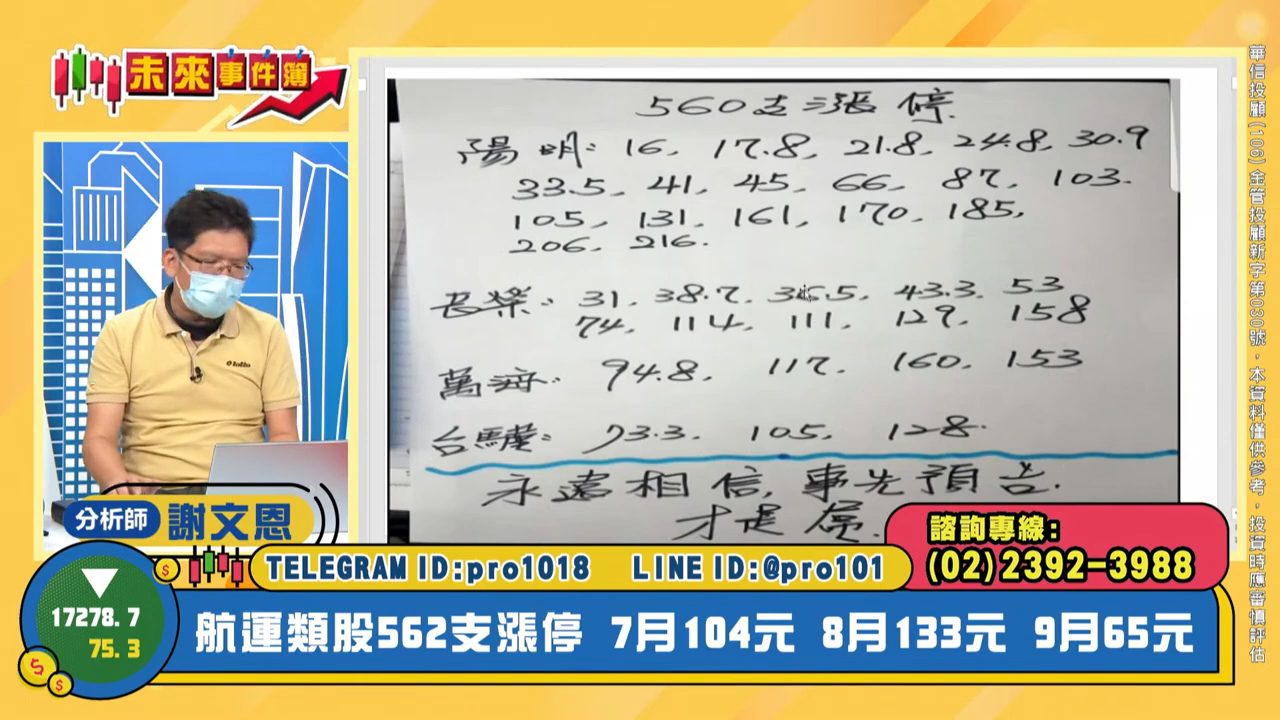 未來事件簿
560支漲停.
陽明: 16, 17.8, 21.8, 24.8, 30.9
33.5, 41, 45, 66, 87, 103.
105, 131, 161, 170, 185,
206, 216.
長榮: 31, 38.7, 36.5, 43.3, 53
74, 114, 111, 129, 158
萬海: 94.8, 117, 160, 153
台驊: 93.3, 105, 128.
永遠相信,事先預告.
才是
分析師 謝文恩
諮詢專線:
(02)2392-3988
TELEGRAM ID:pro1018 LINE ID:@pro101
17278.7
75.3
航運類股562支漲停 7月104元 8月133元 9月65元
華信投顧(106)金管投顧新字第030號,本資料僅供參考,投資時應審慎評估